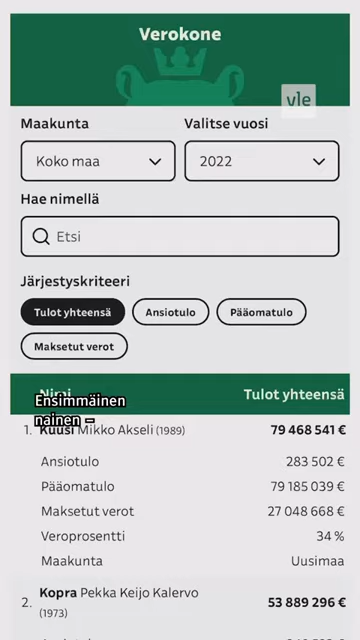 Verokone
yle
Maakunta Valitse vuosi
Koko maa 2022
Hae nimellä
Etsi
Järjestyskriteeri
Tulot yhteensä Ansiotulo Pääomatulo
Maksetut verot
Nimi Tulot yhteensä
Ensimmäinen
nainen –
1. Kuusi Mikko Akseli (1989) 79 468 541 €
Ansiotulo 283 502 €
Pääomatulo 79 185 039 €
Maksetut verot 27 048 668 €
Veroprosentti 34 %
Maakunta Uusimaa
2. Kopra Pekka Keijo Kalervo 53 889 296 €
(1973)